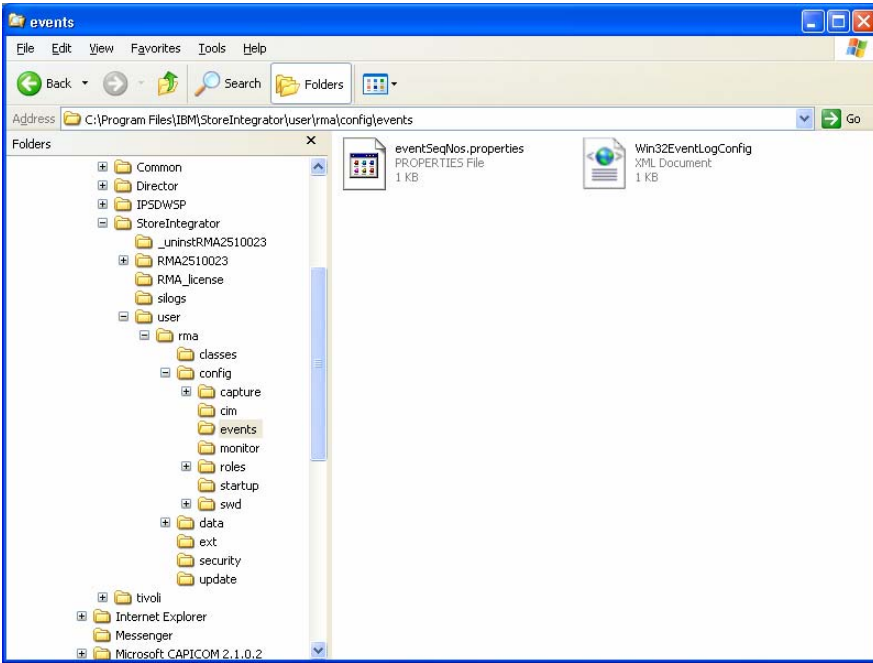 events
File Edit View Favorites Tools Help
Back Search Folders
Address C:\Program Files\IBM\StoreIntegrator\user\rma\config\events Go
Folders
Common
Director
IPSDWSP
StoreIntegrator
_uninstRMA2510023
RMA2510023
RMA_license
silogs
user
rma
classes
config
capture
cim
events
monitor
roles
startup
swd
data
ext
security
update
tivoli
Internet Explorer
Messenger
Microsoft CAPICOM 2.1.0.2
eventSeqNos.properties
PROPERTIES File
1 KB
Win32EventLogConfig
XML Document
1 KB